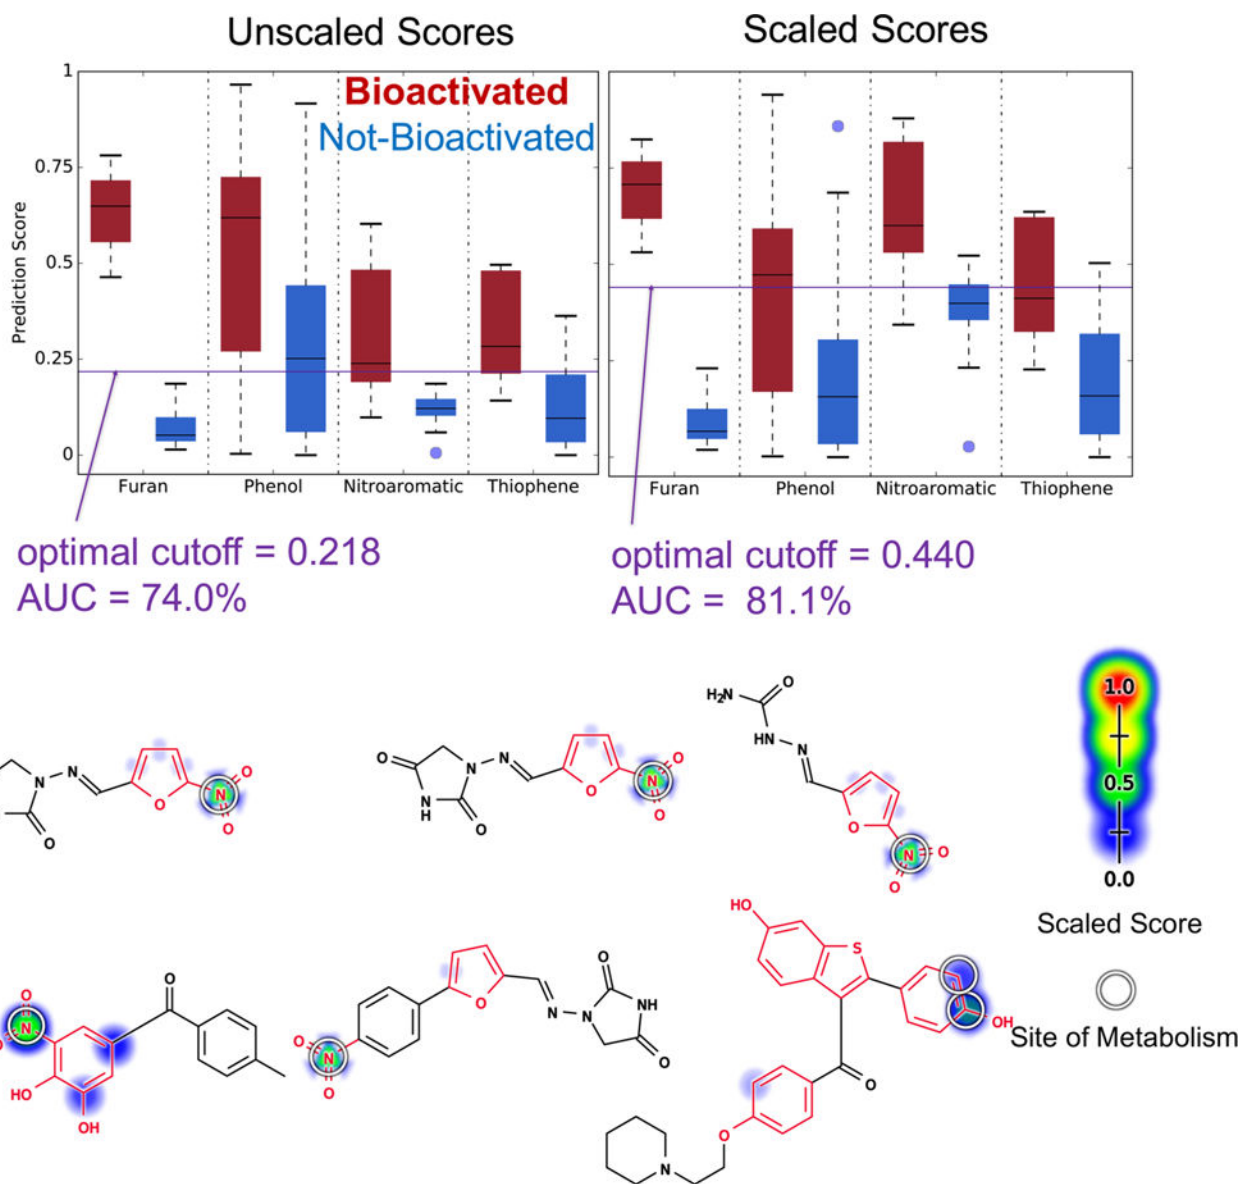 Unscaled Scores
Scaled Scores
1
Bioactivated
Not-Bioactivated
0.75
0.5
0.25
0
Prediction Score
Furan Phenol Nitroaromatic Thiophene
Furan Phenol Nitroaromatic Thiophene
optimal cutoff = 0.218
AUC = 74.0%
optimal cutoff = 0.440
AUC = 81.1%
N N O O N O O
O NH O N N O N O O
H₂N O HN N O N O O
1.0
0.5
0.0
Scaled Score
Site of Metabolism
O N O HO OH O
O N O O N N O NH O
HO S OH O O N